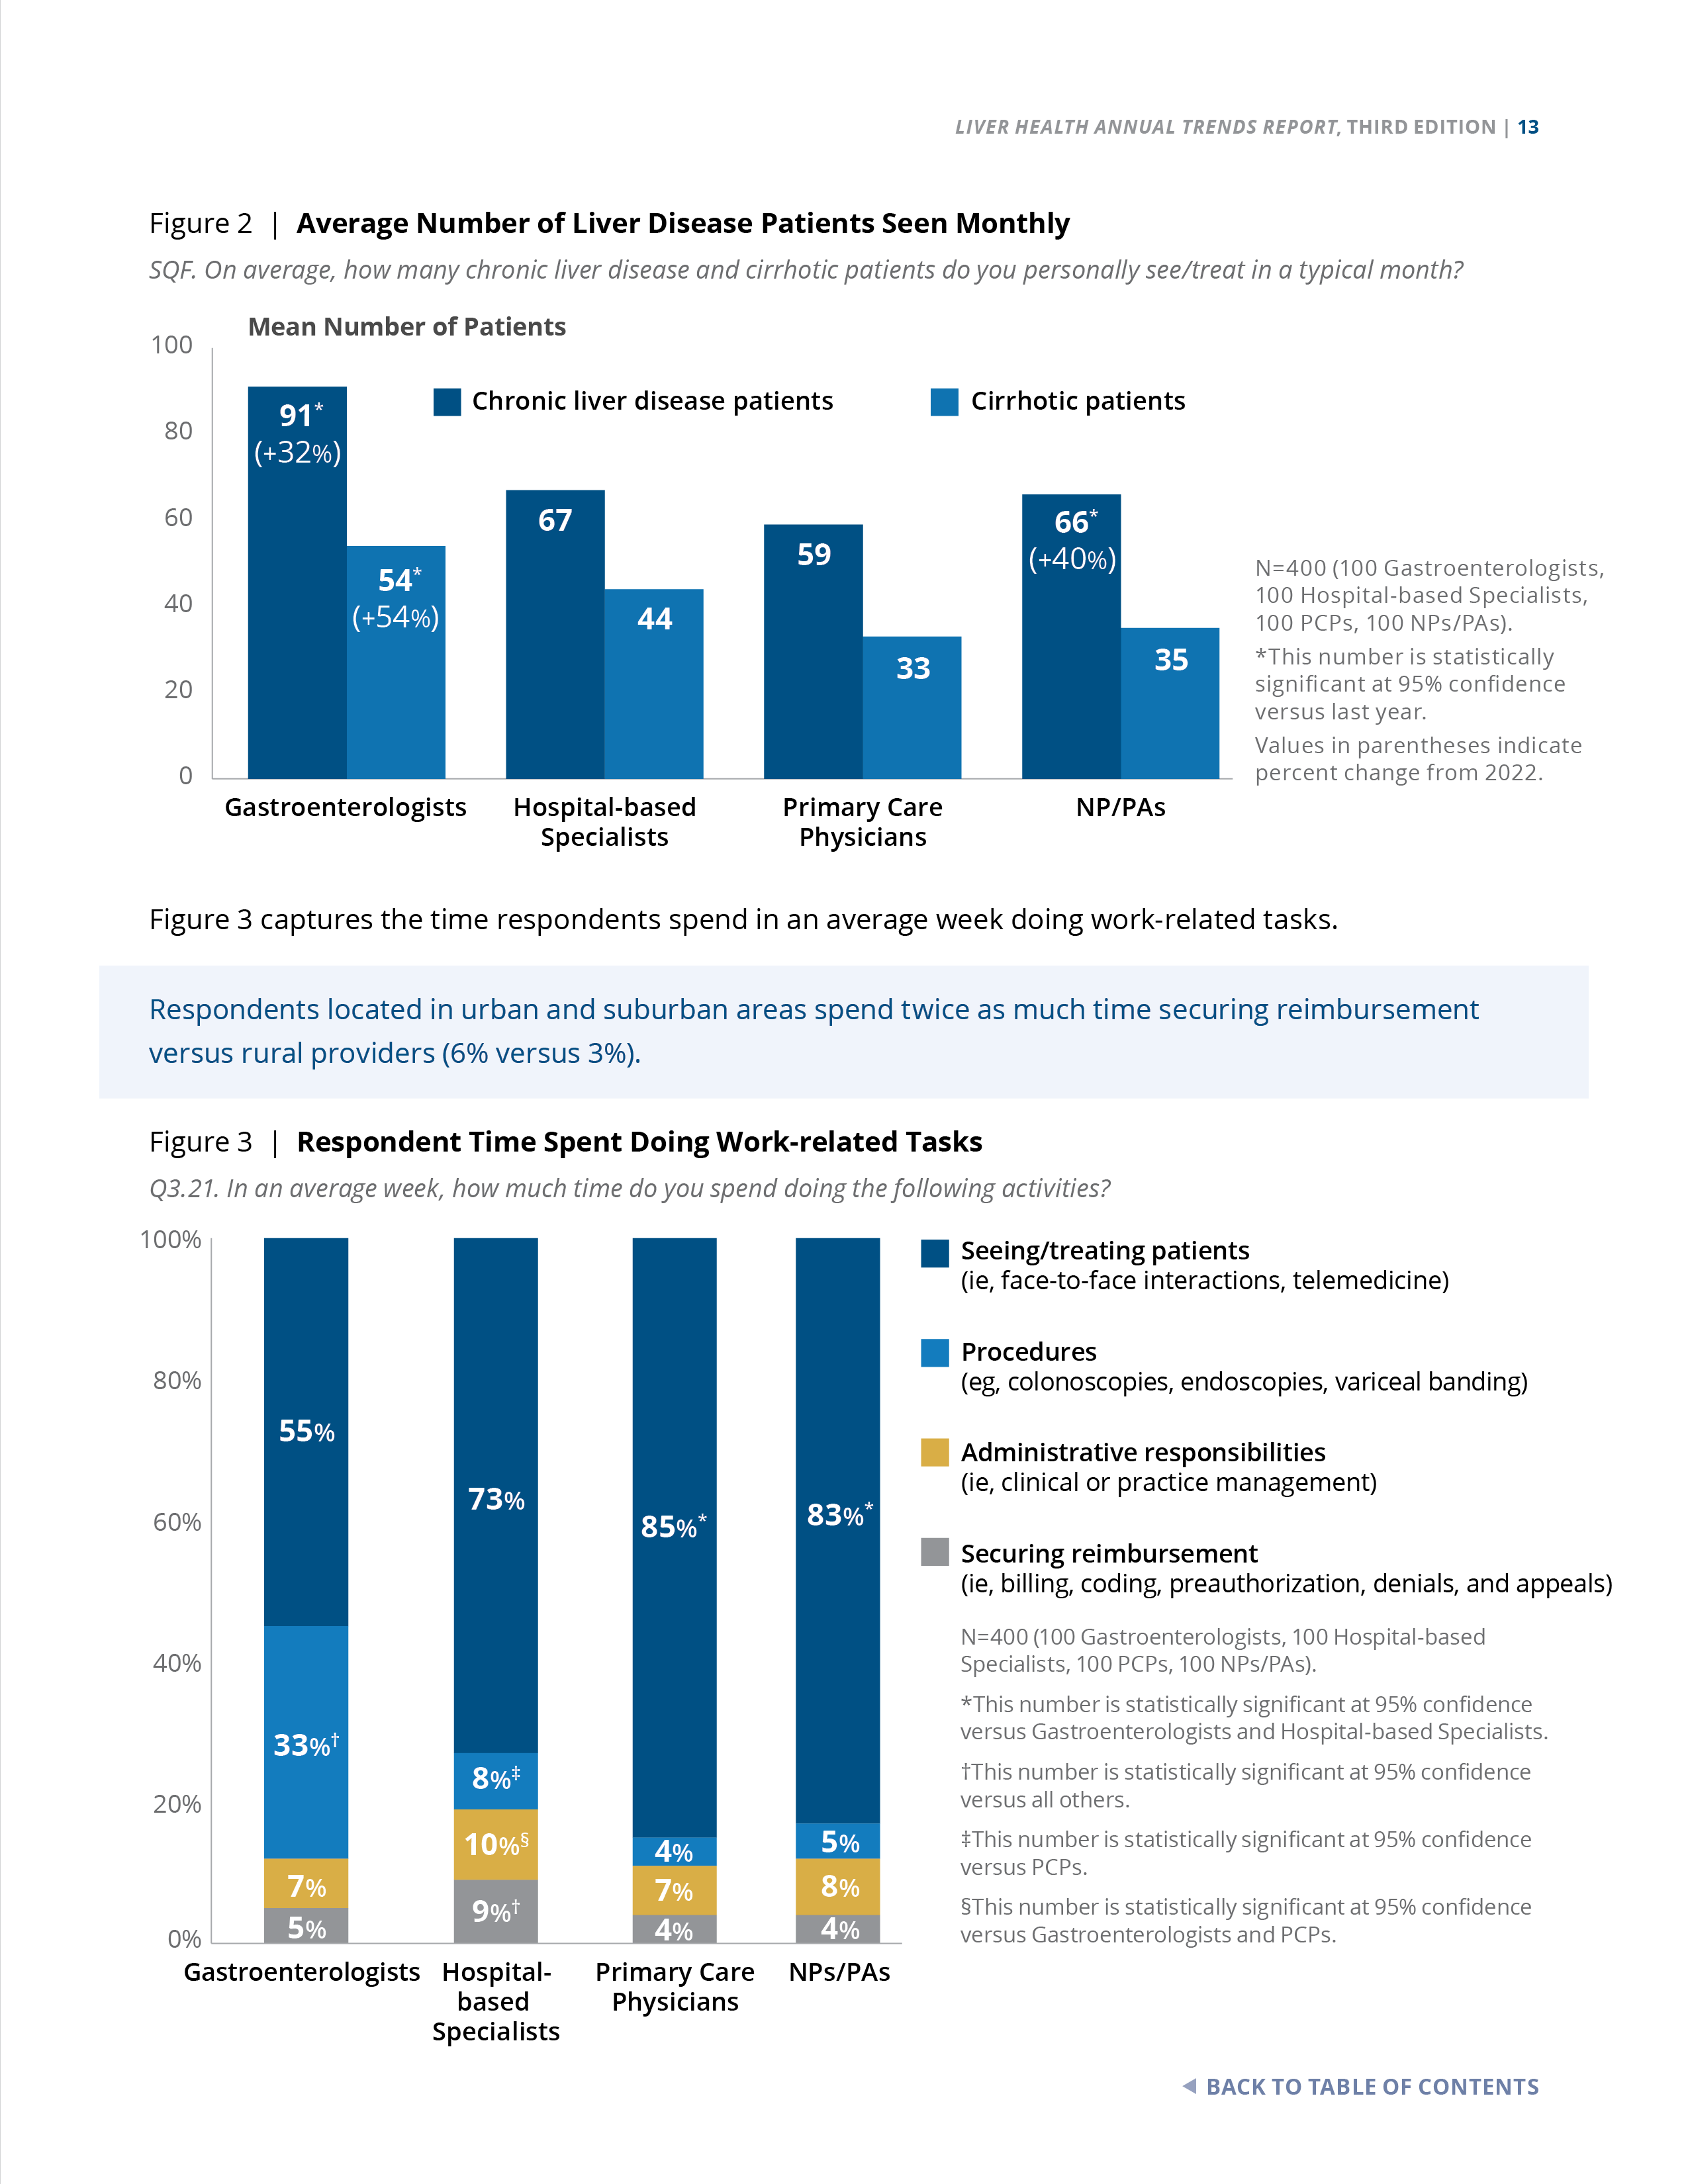 LIVER HEALTH ANNUAL TRENDS REPORT, THIRD EDITION | 13
Figure 2 | Average Number of Liver Disease Patients Seen Monthly
SQF. On average, how many chronic liver disease and cirrhotic patients do you personally see/treat in a typical month?
Mean Number of Patients
100
80
60
40
20
0
Chronic liver disease patients
Cirrhotic patients
91*
(+32%)
54*
(+54%)
67
44
59
33
66*
(+40%)
35
Gastroenterologists
Hospital-based
Specialists
Primary Care
Physicians
NP/PAs
N=400 (100 Gastroenterologists,
100 Hospital-based Specialists,
100 PCPs, 100 NPs/PAs).
*This number is statistically
significant at 95% confidence
versus last year.
Values in parentheses indicate
percent change from 2022.
Figure 3 captures the time respondents spend in an average week doing work-related tasks.
Respondents located in urban and suburban areas spend twice as much time securing reimbursement
versus rural providers (6% versus 3%).
Figure 3 | Respondent Time Spent Doing Work-related Tasks
Q3.21. In an average week, how much time do you spend doing the following activities?
100%
80%
60%
40%
20%
0%
55%
33%†
7%
5%
73%
8%‡
10%§
9%†
85%*
4%
7%
4%
83%*
5%
8%
4%
Gastroenterologists
Hospital-
based
Specialists
Primary Care
Physicians
NPs/PAs
Seeing/treating patients
(ie, face-to-face interactions, telemedicine)
Procedures
(eg, colonoscopies, endoscopies, variceal banding)
Administrative responsibilities
(ie, clinical or practice management)
Securing reimbursement
(ie, billing, coding, preauthorization, denials, and appeals)
N=400 (100 Gastroenterologists, 100 Hospital-based
Specialists, 100 PCPs, 100 NPs/PAs).
*This number is statistically significant at 95% confidence
versus Gastroenterologists and Hospital-based Specialists.
†This number is statistically significant at 95% confidence
versus all others.
‡This number is statistically significant at 95% confidence
versus PCPs.
§This number is statistically significant at 95% confidence
versus Gastroenterologists and PCPs.
◀ BACK TO TABLE OF CONTENTS